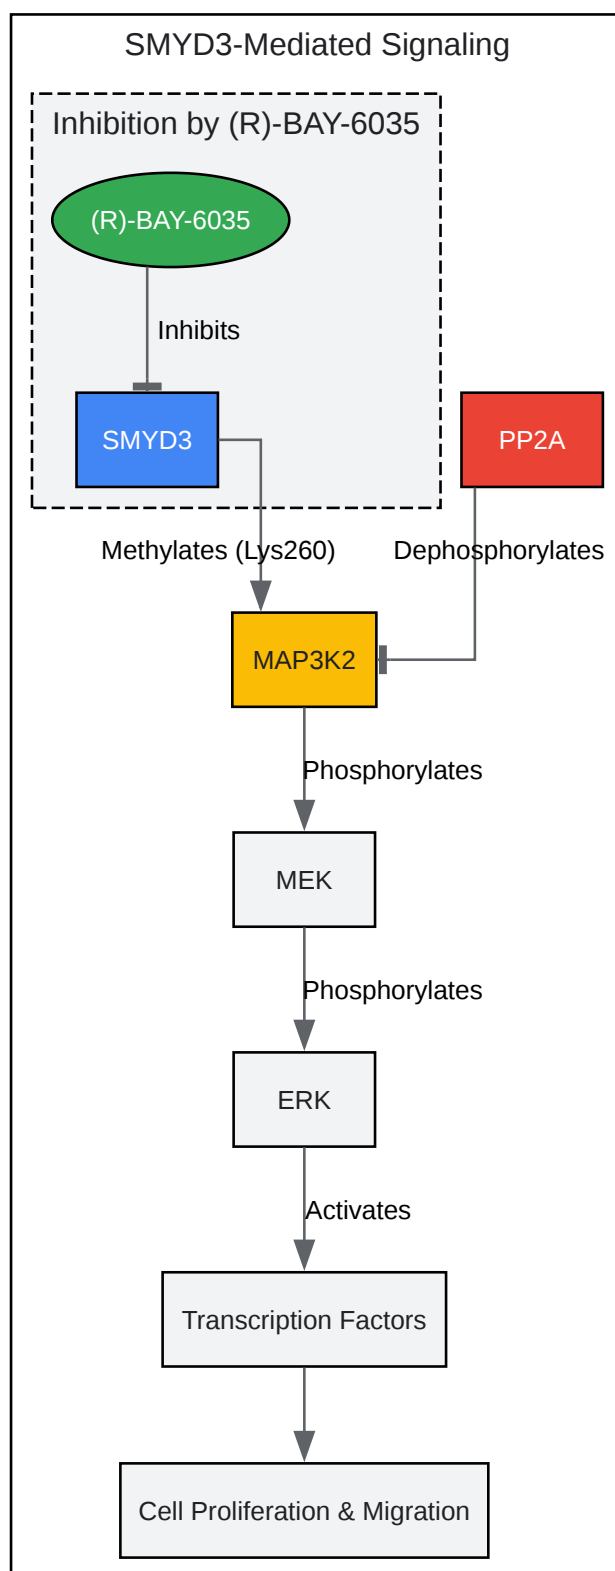 SMYD3-Mediated Signaling
Inhibition by (R)-BAY-6035
(R)-BAY-6035
Inhibits
SMYD3
PP2A
Methylates (Lys260)
Dephosphorylates
MAP3K2
Phosphorylates
MEK
Phosphorylates
ERK
Activates
Transcription Factors
Cell Proliferation & Migration